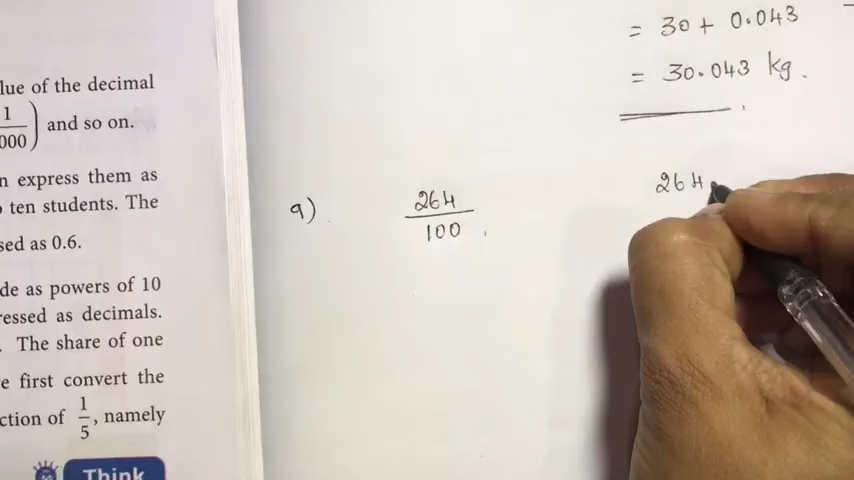 lue of the decimal
1
000) and so on.
n express them as
o ten students. The
sed as 0.6.
de as powers of 10
ressed as decimals.
. The share of one
e first convert the
ction of 1/5, namely
Think
= 30 + 0.043
= 30.043 kg.
a) 264/100
264